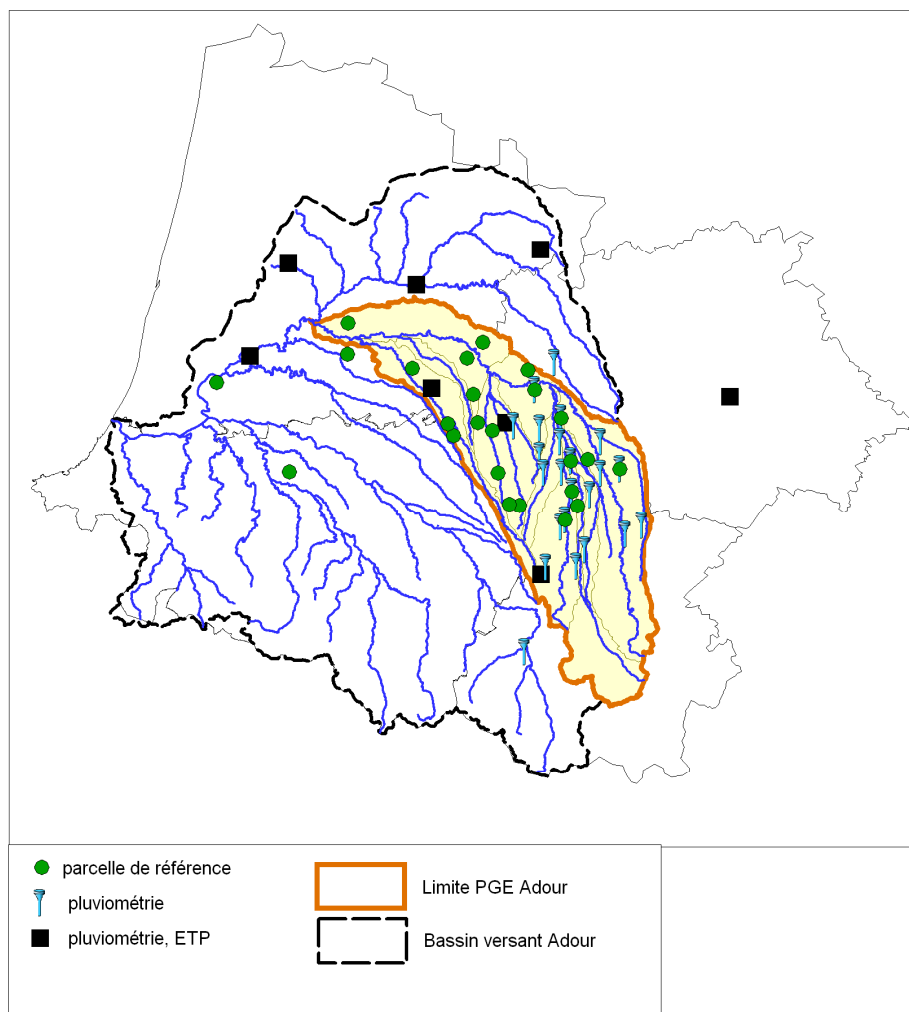 parcelle de référence
pluviométrie
pluviométrie, ETP
Limite PGE Adour
Bassin versant Adour